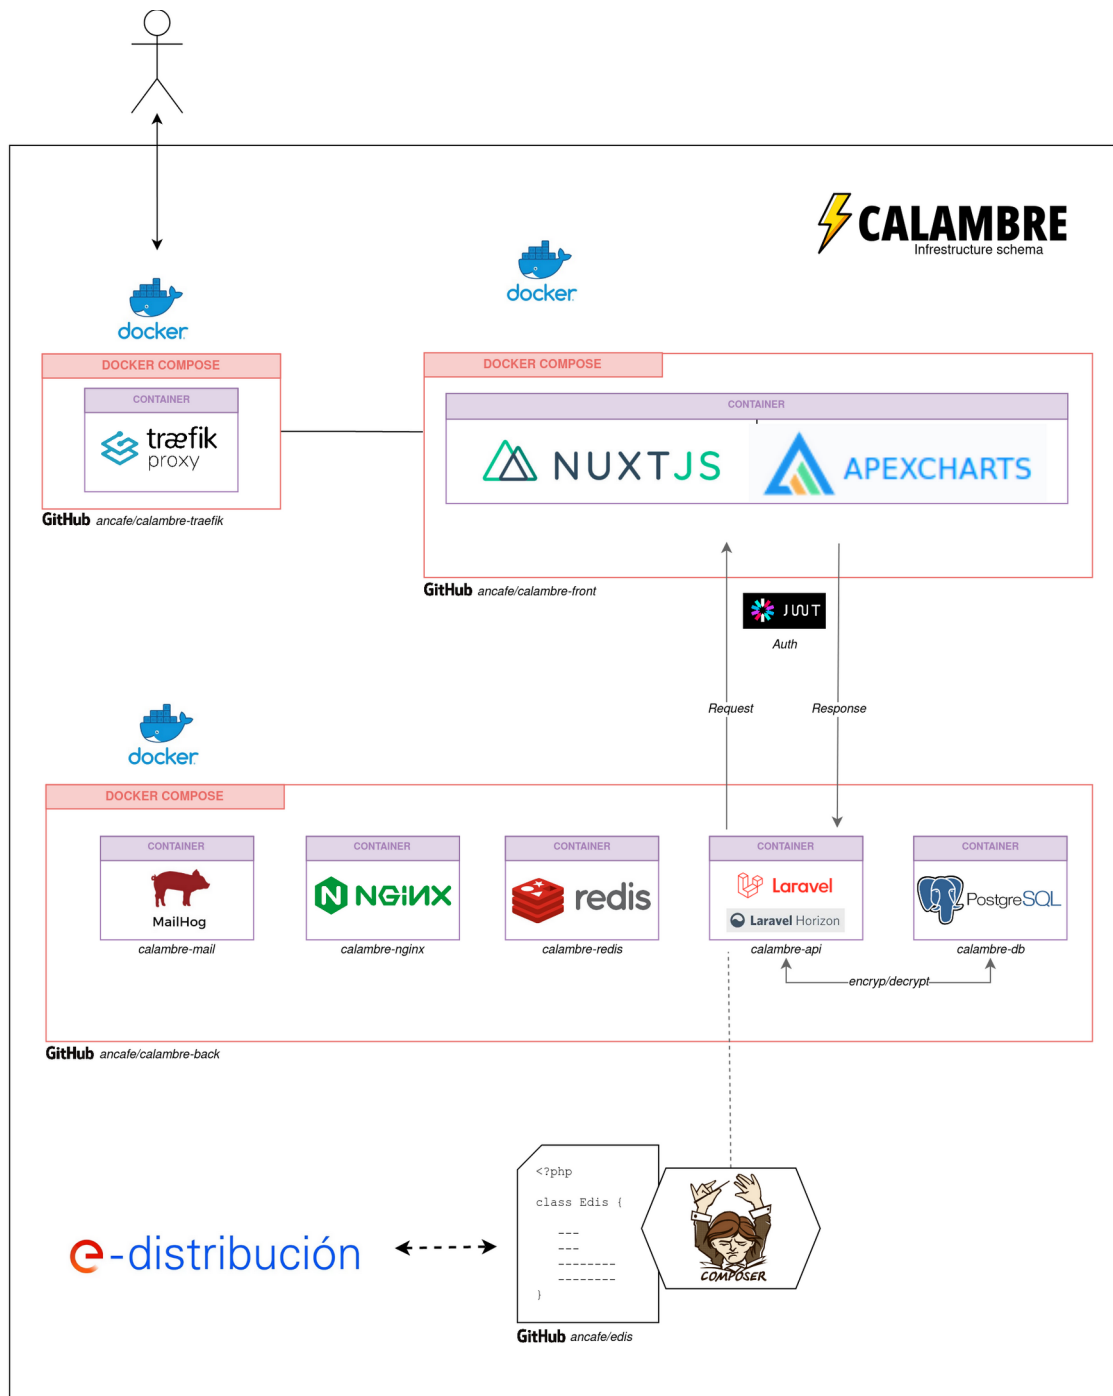 CALAMBRE
Infrestructure schema
docker
docker
DOCKER COMPOSE
CONTAINER
træfik
proxy
GitHub ancafe/calambre-traefik
DOCKER COMPOSE
CONTAINER
NUXTJS
APEXCHARTS
GitHub ancafe/calambre-front
JWT
Auth
Request
Response
docker
DOCKER COMPOSE
CONTAINER
MailHog
calambre-mail
CONTAINER
NGINX
calambre-nginx
CONTAINER
redis
calambre-redis
CONTAINER
Laravel
Laravel Horizon
calambre-api
CONTAINER
PostgreSQL
calambre-db
encryp/decrypt
GitHub ancafe/calambre-back
<?php
class Edis {
---
---
--------
--------
}
COMPOSER
e-distribución
GitHub ancafe/edis